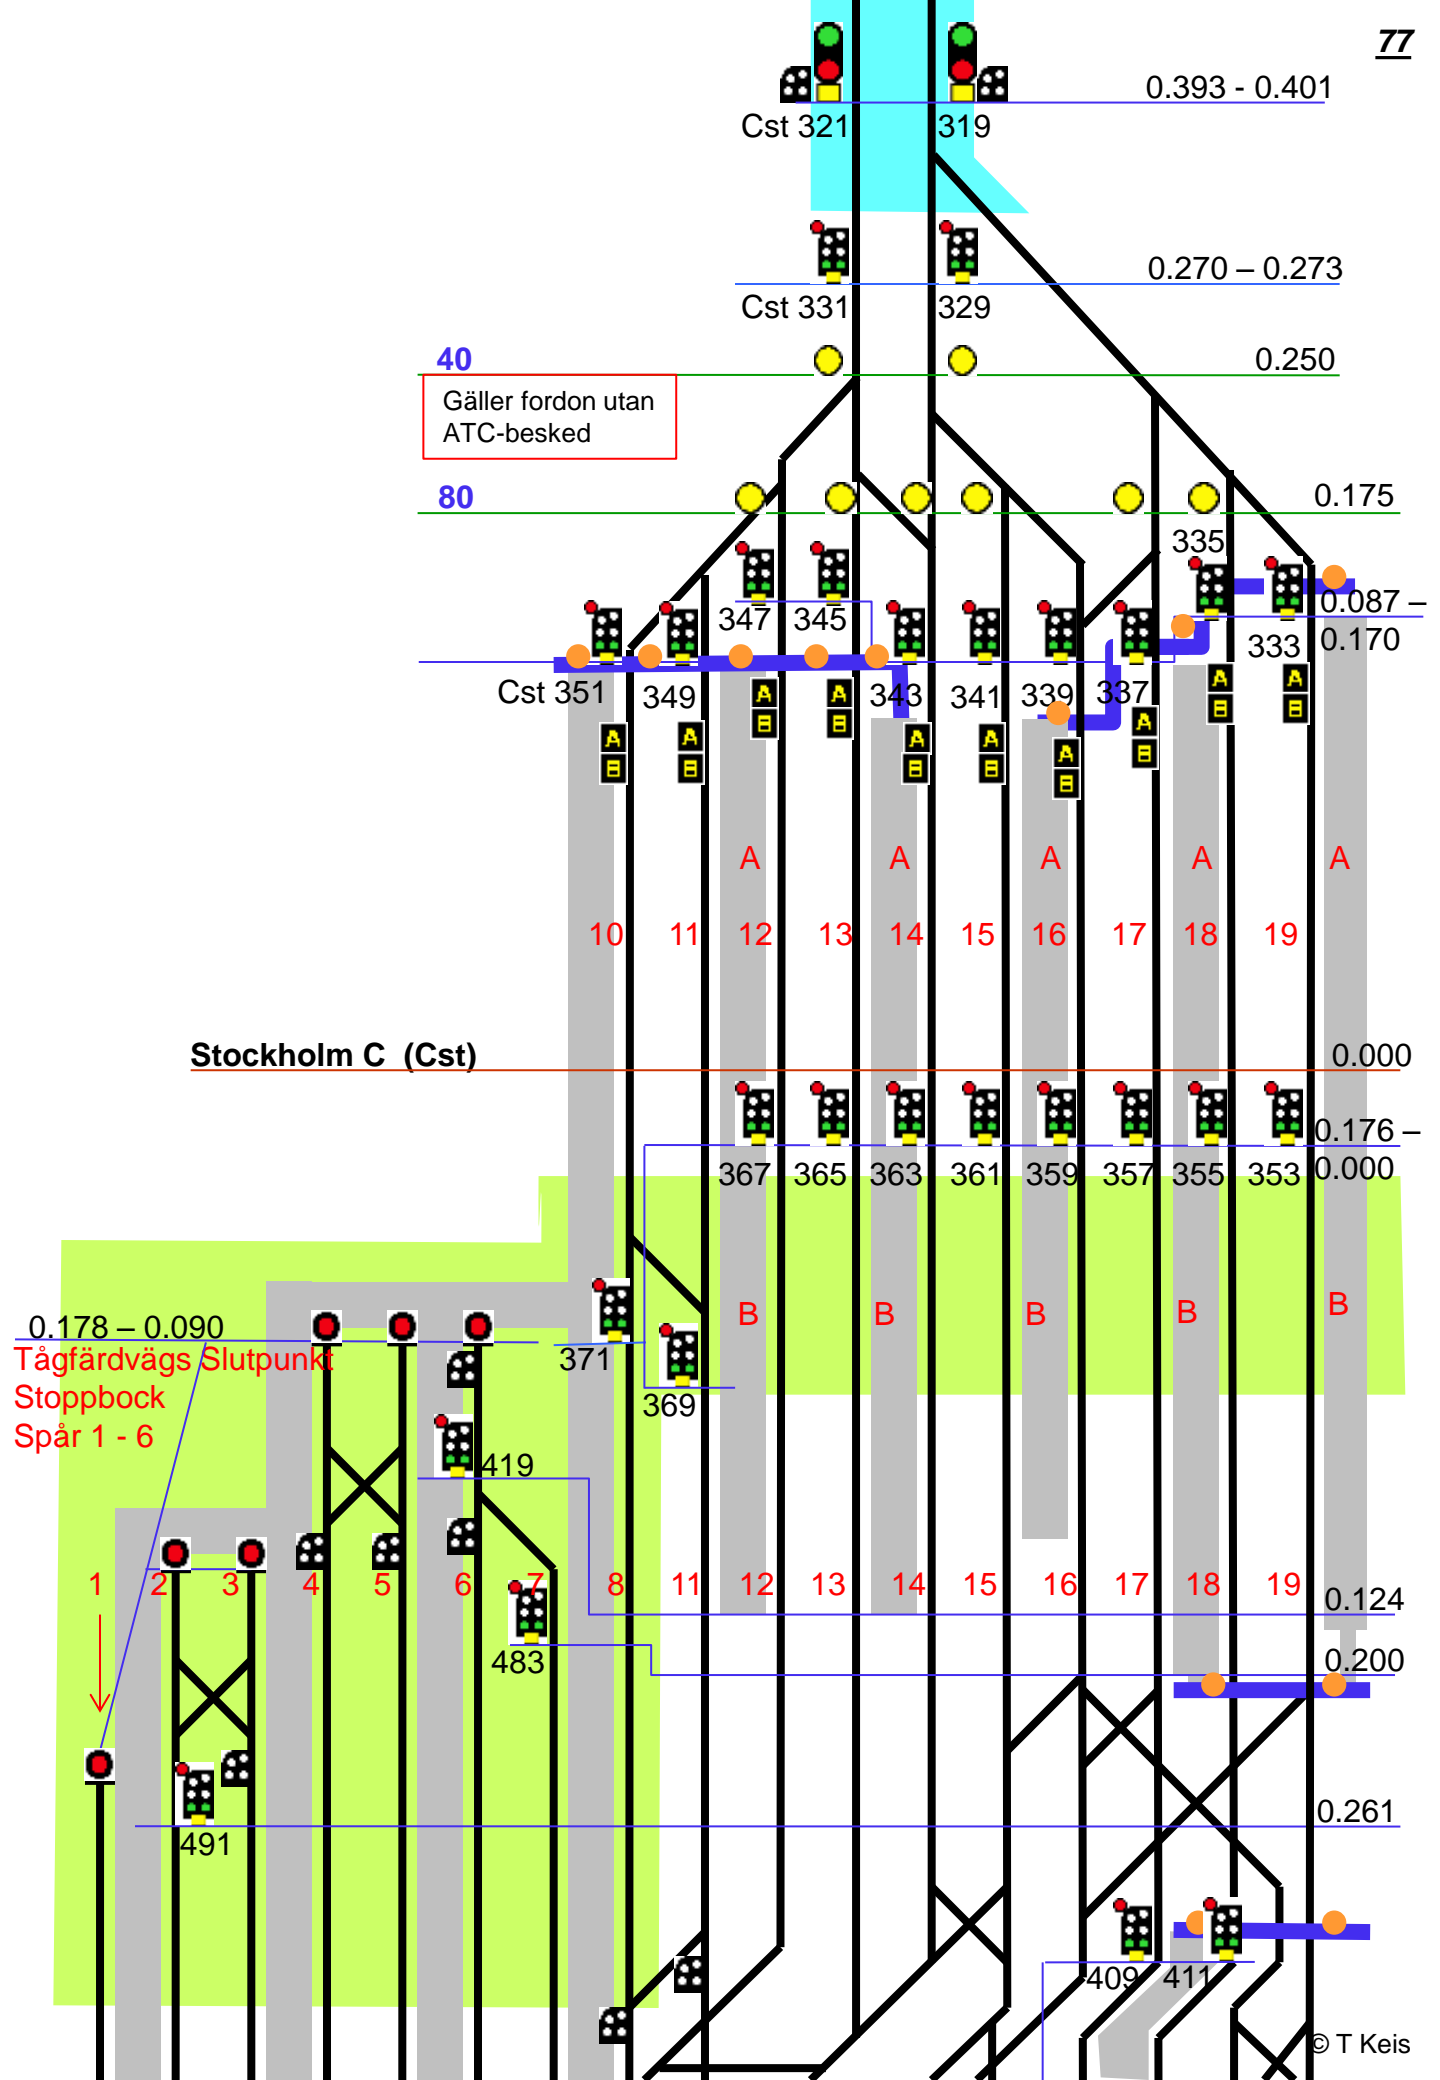 77
0.393 - 0.401
Cst 321 319
0.270 – 0.273
Cst 331 329
40 0.250
Gäller fordon utan
ATC-besked
80 0.175
335
347 345 0.087 –
333 0.170
Cst 351 349 343 341 339 337
A A A A A A A A A A
B B B B B B B B B B
A A A A A
10 11 12 13 14 15 16 17 18 19
Stockholm C (Cst) 0.000
0.176 –
367 365 363 361 359 357 355 353 0.000
B B B B B
0.178 – 0.090
Tågfärdvägs Slutpunkt 371
Stoppbock 369
Spår 1 - 6
419
1 2 3 4 5 6 7 8 11 12 13 14 15 16 17 18 19
0.124
483 0.200
0.261
491
409 411
© T Keis